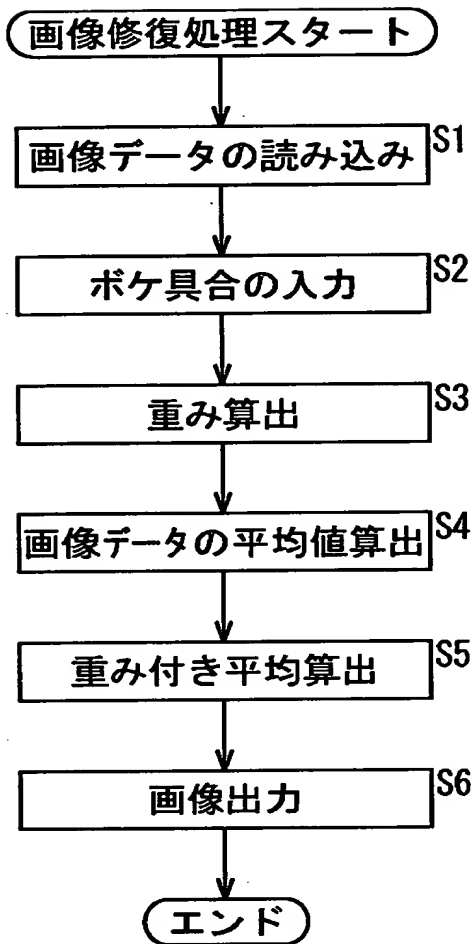 画像修復処理スタート
画像データの読み込み S1
ボケ具合の入力 S2
重み算出 S3
画像データの平均値算出 S4
重み付き平均算出 S5
画像出力 S6
エンド